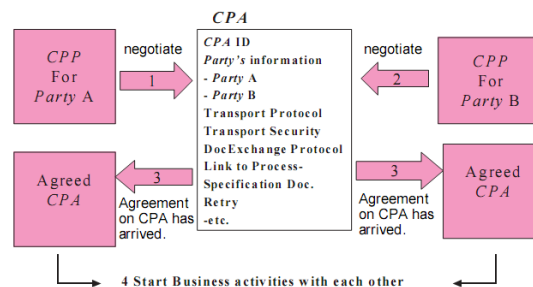 CPA
CPP
For
Party A
negotiate
1
CPA ID
Party's information
- Party A
- Party B
Transport Protocol
Transport Security
DocExchange Protocol
Link to Process-
Specification Doc.
Retry
-etc.
negotiate
2
CPP
For
Party B
Agreed
CPA
3
Agreement
on CPA has
arrived.
3
Agreement
on CPA has
arrived.
Agreed
CPA
4 Start Business activities with each other